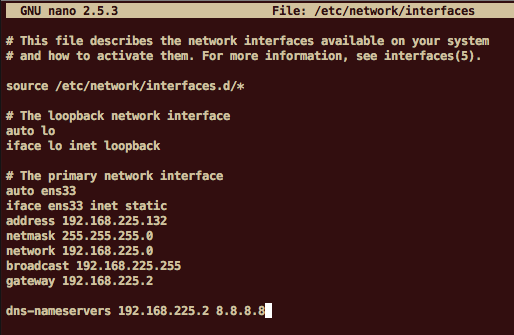 GNU nano 2.5.3 File: /etc/network/interfaces
# This file describes the network interfaces available on your system
# and how to activate them. For more information, see interfaces(5).
source /etc/network/interfaces.d/*
# The loopback network interface
auto lo
iface lo inet loopback
# The primary network interface
auto ens33
iface ens33 inet static
address 192.168.225.132
netmask 255.255.255.0
network 192.168.225.0
broadcast 192.168.225.255
gateway 192.168.225.2
dns-nameservers 192.168.225.2 8.8.8.8